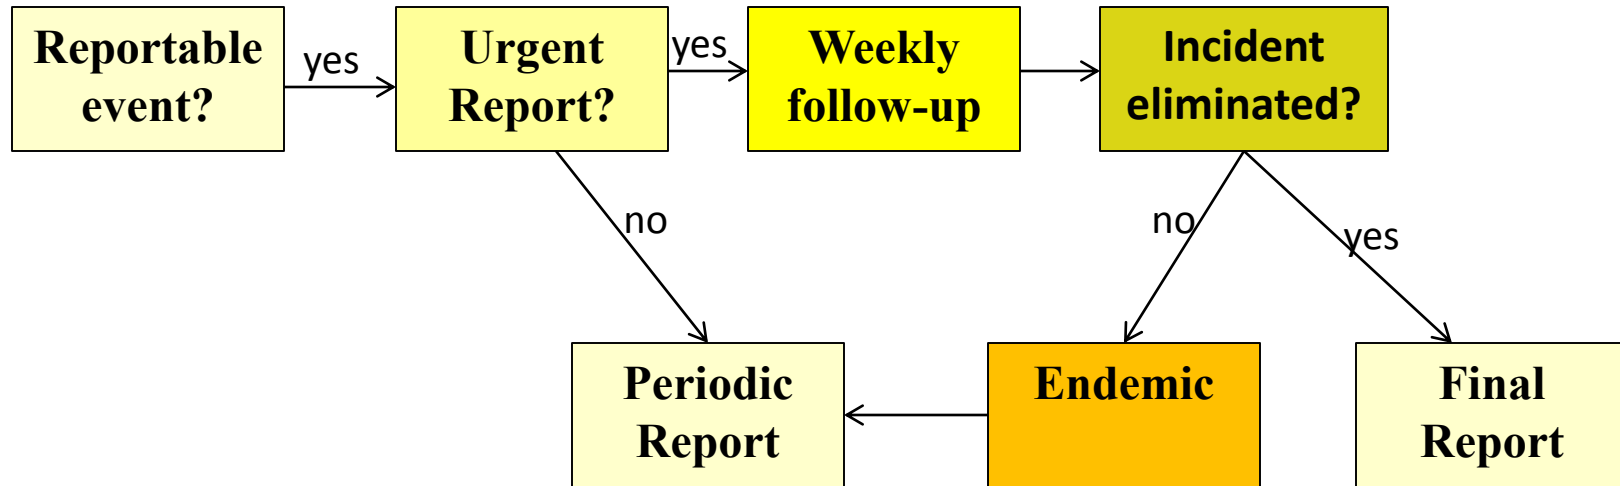 Reportable
event?
yes
Urgent
Report?
yes
Weekly
follow-up
Incident
eliminated?
no
no
yes
Periodic
Report
Endemic
Final
Report